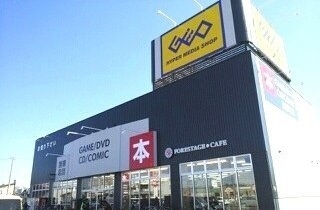 GEO
HYPER MEDIA SHOP
GAME/DVD
CD/COMIC
本
FORESTAGE CAFE